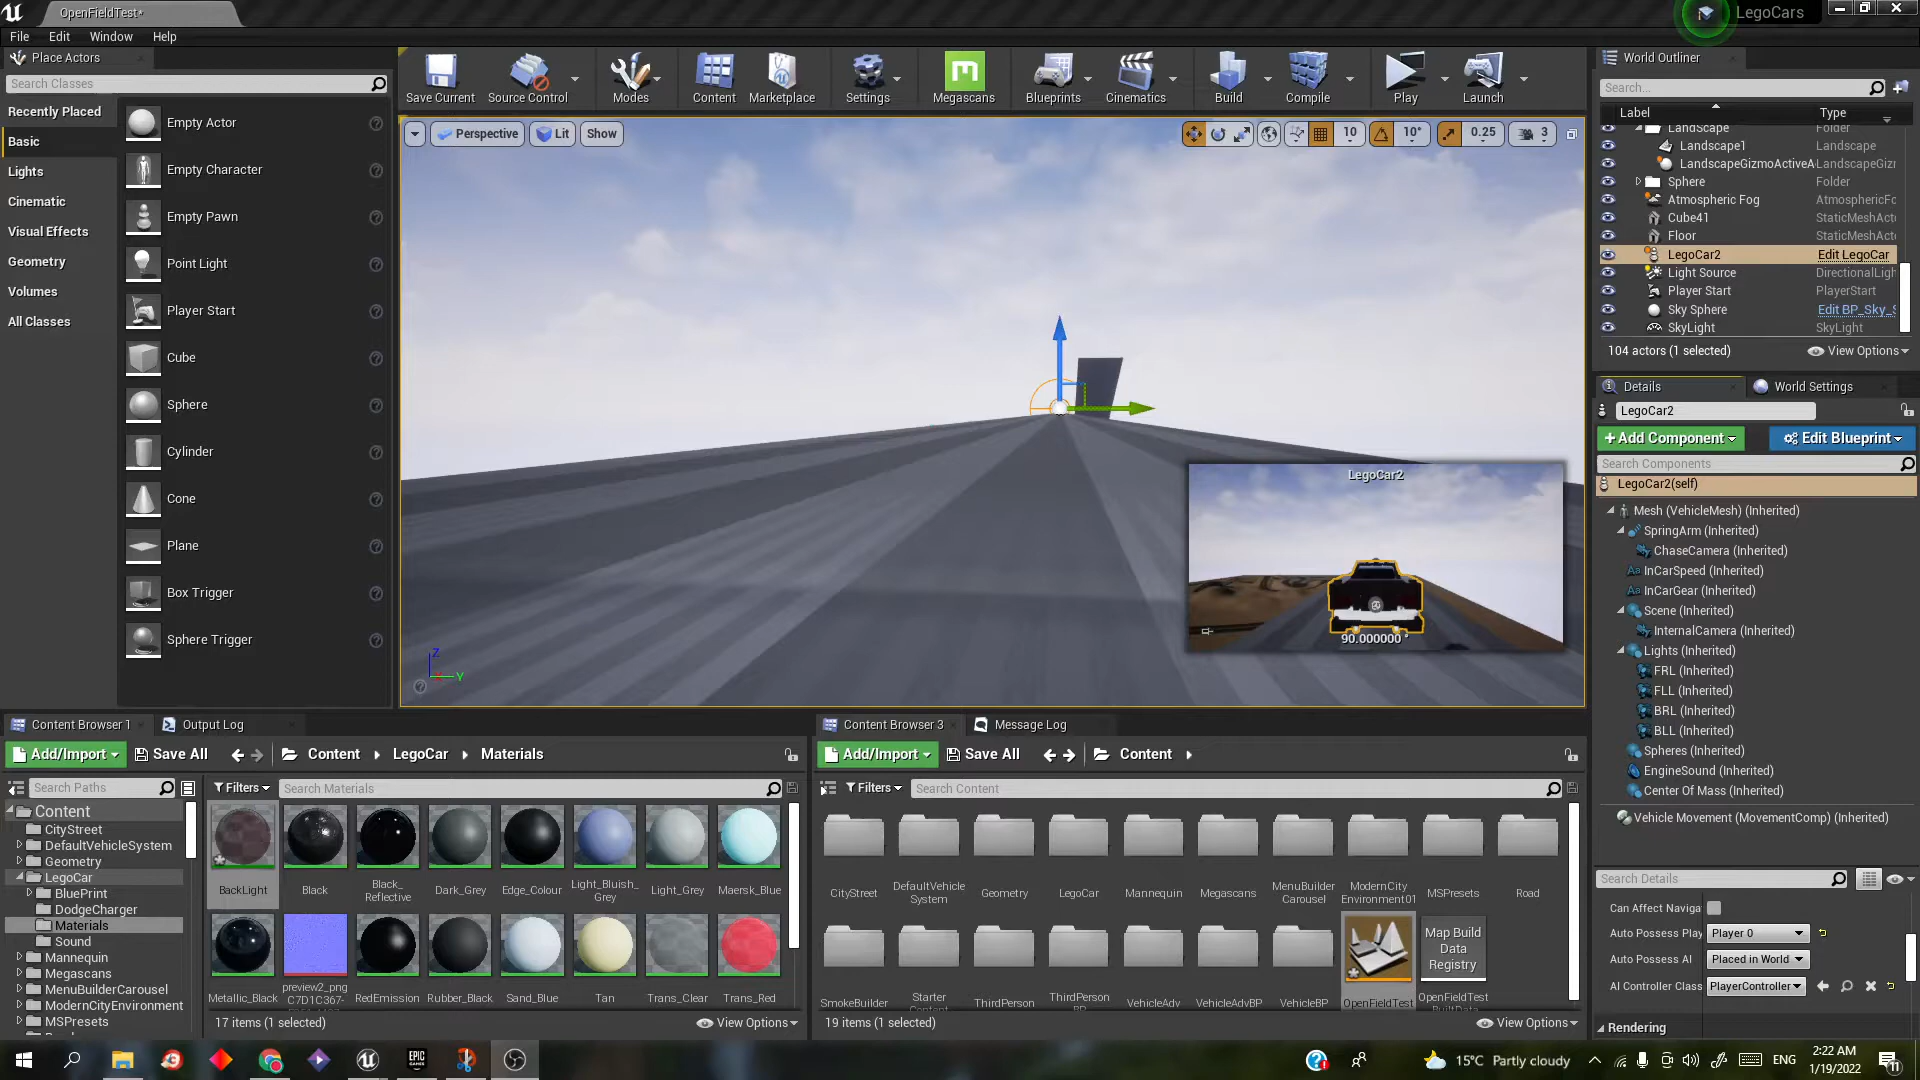 OpenFieldTest*
LegoCars
File Edit Window Help
Place Actors
Search Classes
Recently Placed
Basic
Lights
Cinematic
Visual Effects
Geometry
Volumes
All Classes
Empty Actor
Empty Character
Empty Pawn
Point Light
Player Start
Cube
Sphere
Cylinder
Cone
Plane
Box Trigger
Sphere Trigger
Save Current Source Control Modes Content Marketplace Settings Megascans Blueprints Cinematics Build Compile Play Launch
Perspective Lit Show
10 10° 0.25 3
LegoCar2
90.000000 °
Z
Y
World Outliner
Search...
Label Type
LandScape Folder
Landscape1 Landscape
LandscapeGizmoActiveA LandscapeGizr
Sphere Folder
Atmospheric Fog AtmosphericFc
Cube41 StaticMeshActo
Floor StaticMeshActo
LegoCar2 Edit LegoCar
Light Source DirectionalLigh
Player Start PlayerStart
Sky Sphere Edit BP_Sky_S
SkyLight SkyLight
104 actors (1 selected) View Options
Details World Settings
LegoCar2
+Add Component Edit Blueprint
Search Components
LegoCar2(self)
Mesh (VehicleMesh) (Inherited)
SpringArm (Inherited)
ChaseCamera (Inherited)
InCarSpeed (Inherited)
InCarGear (Inherited)
Scene (Inherited)
InternalCamera (Inherited)
Lights (Inherited)
FRL (Inherited)
FLL (Inherited)
BRL (Inherited)
BLL (Inherited)
Spheres (Inherited)
EngineSound (Inherited)
Center Of Mass (Inherited)
Vehicle Movement (MovementComp) (Inherited)
Search Details
Can Affect Naviga
Auto Possess Play Player 0
Auto Possess AI Placed in World
AI Controller Class PlayerController
Rendering
Content Browser 1 Output Log
Add/Import Save All Content LegoCar Materials
Search Paths
Filters Search Materials
Content
CityStreet
DefaultVehicleSystem
Geometry
LegoCar
BluePrint
DodgeCharger
Materials
Sound
Mannequin
Megascans
MenuBuilderCarousel
ModernCityEnvironment
MSPresets
BackLight Black Black_ Reflective Dark_Grey Edge_Colour Light_Bluish_ Grey Light_Grey Maersk_Blue
Metallic_Black preview2_png C7D1C367- RedEmission Rubber_Black Sand_Blue Tan Trans_Clear Trans_Red
17 items (1 selected) View Options
Content Browser 3 Message Log
Add/Import Save All Content
Filters Search Content
CityStreet DefaultVehicle System Geometry LegoCar Mannequin Megascans MenuBuilder Carousel ModernCity Environment01 MSPresets Road
Map Build
Data
Registry
SmokeBuilder Starter Content ThirdPerson ThirdPerson BP VehicleAdv VehicleAdvBP VehicleBP OpenFieldTest OpenFieldTest BuiltData
19 items (1 selected) View Options
EPIC GAMES
15°C Partly cloudy
ENG
2:22 AM
1/19/2022
11